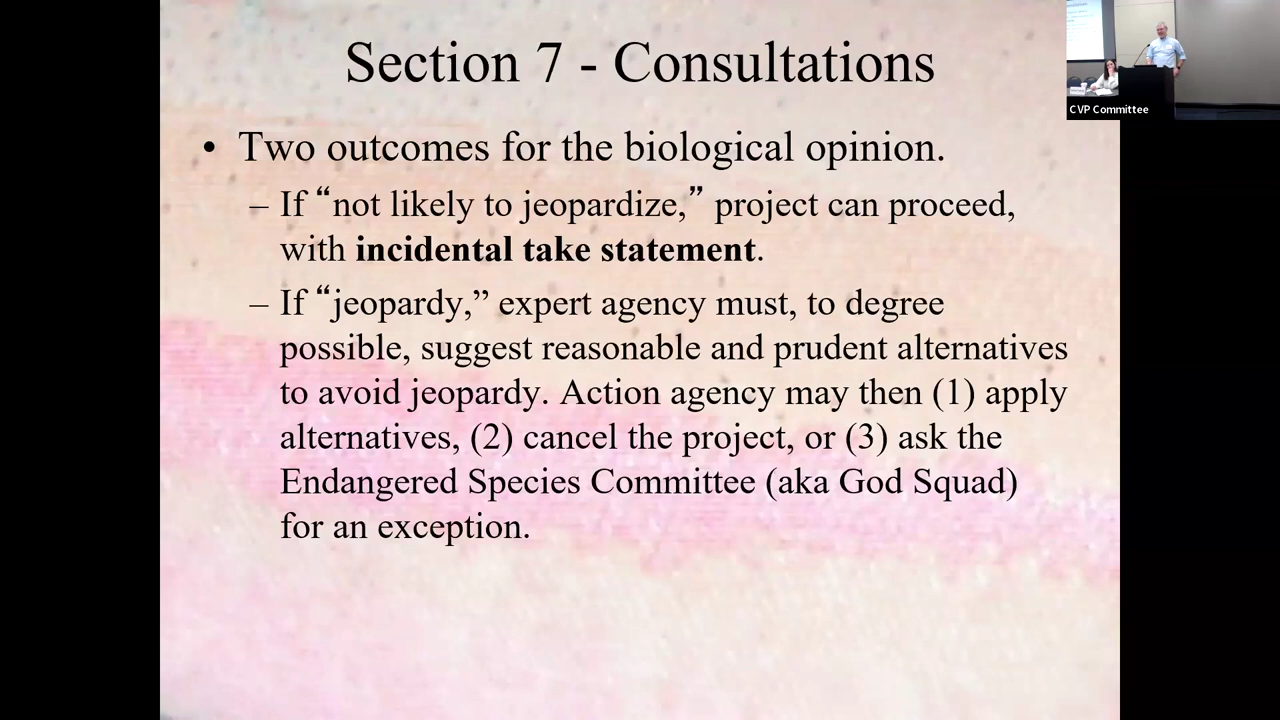 Section 7 - Consultations
• Two outcomes for the biological opinion.
– If “not likely to jeopardize,” project can proceed,
with incidental take statement.
– If “jeopardy,” expert agency must, to degree
possible, suggest reasonable and prudent alternatives
to avoid jeopardy. Action agency may then (1) apply
alternatives, (2) cancel the project, or (3) ask the
Endangered Species Committee (aka God Squad)
for an exception.
CVP Committee